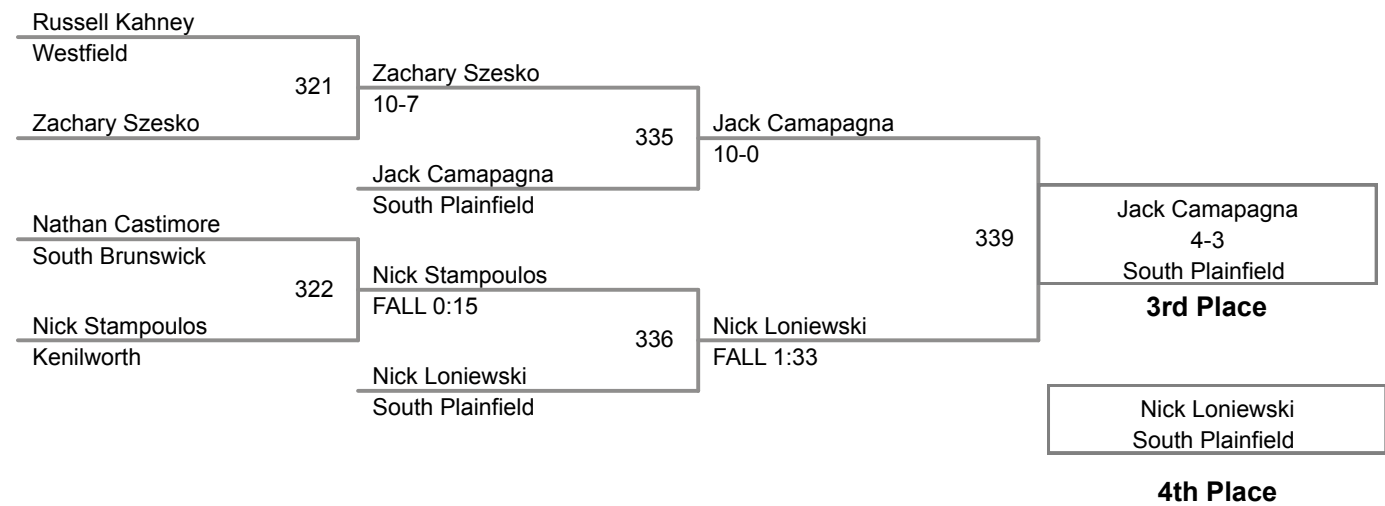 Russell Kahney
Westfield
321
Zachary Szesko
Zachary Szesko
10-7
335
Jack Camapagna
South Plainfield
Jack Camapagna
10-0
Nathan Castimore
South Brunswick
322
Nick Stampoulos
Kenilworth
Nick Stampoulos
FALL 0:15
336
Nick Loniewski
South Plainfield
Nick Loniewski
FALL 1:33
339
Jack Camapagna
4-3
South Plainfield
3rd Place
Nick Loniewski
South Plainfield
4th Place